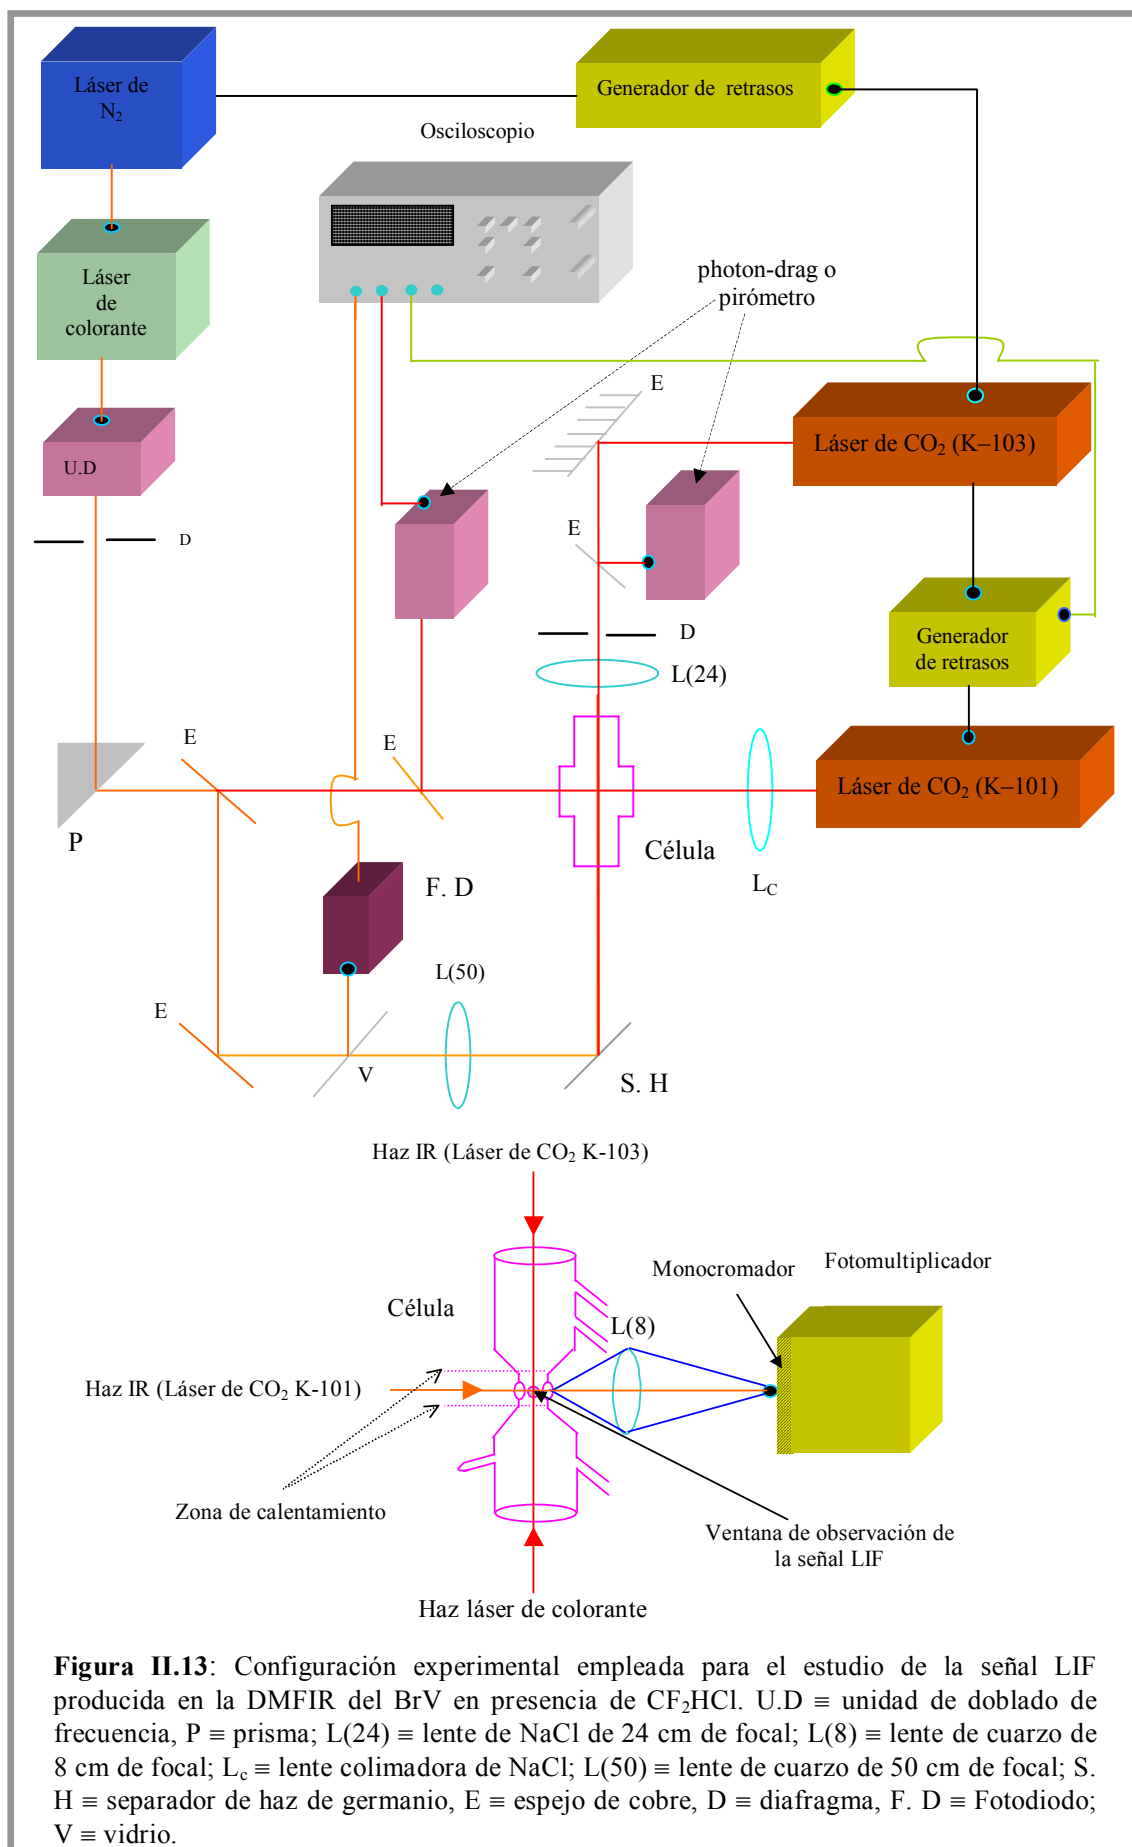 Láser de
N₂
Generador de retrasos
Osciloscopio
Láser
de
colorante
photon-drag o
pirómetro
E
U.D
Láser de CO₂ (K–103)
D
E
Generador
de retrasos
D
L(24)
E
E
Láser de CO₂ (K–101)
P
Célula
F. D
L_C
L(50)
E
V
S. H
Haz IR (Láser de CO₂ K-103)
Monocromador
Fotomultiplicador
Célula
L(8)
Haz IR (Láser de CO₂ K-101)
Zona de calentamiento
Ventana de observación de
la señal LIF
Haz láser de colorante
Figura II.13: Configuración experimental empleada para el estudio de la señal LIF
producida en la DMFIR del BrV en presencia de CF₂HCl. U.D ≡ unidad de doblado de
frecuencia, P ≡ prisma; L(24) ≡ lente de NaCl de 24 cm de focal; L(8) ≡ lente de cuarzo de
8 cm de focal; L_c ≡ lente colimadora de NaCl; L(50) ≡ lente de cuarzo de 50 cm de focal; S.
H ≡ separador de haz de germanio, E ≡ espejo de cobre, D ≡ diafragma, F. D ≡ Fotodiodo;
V ≡ vidrio.